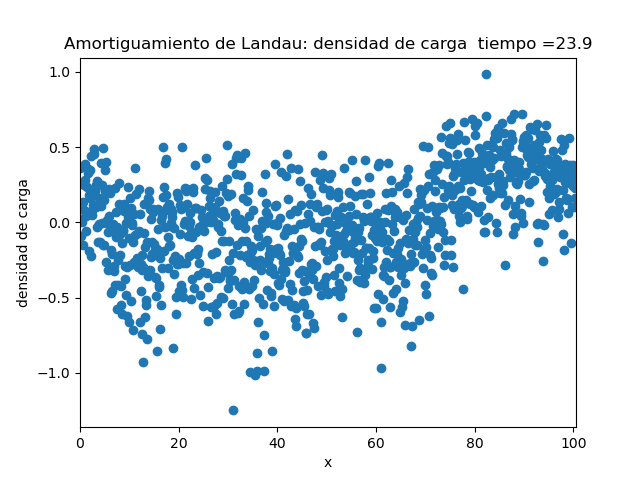 Amortiguamiento de Landau: densidad de carga  tiempo =23.9
1.0
0.5
0.0
−0.5
−1.0
densidad de carga
0 20 40 60 80 100
x